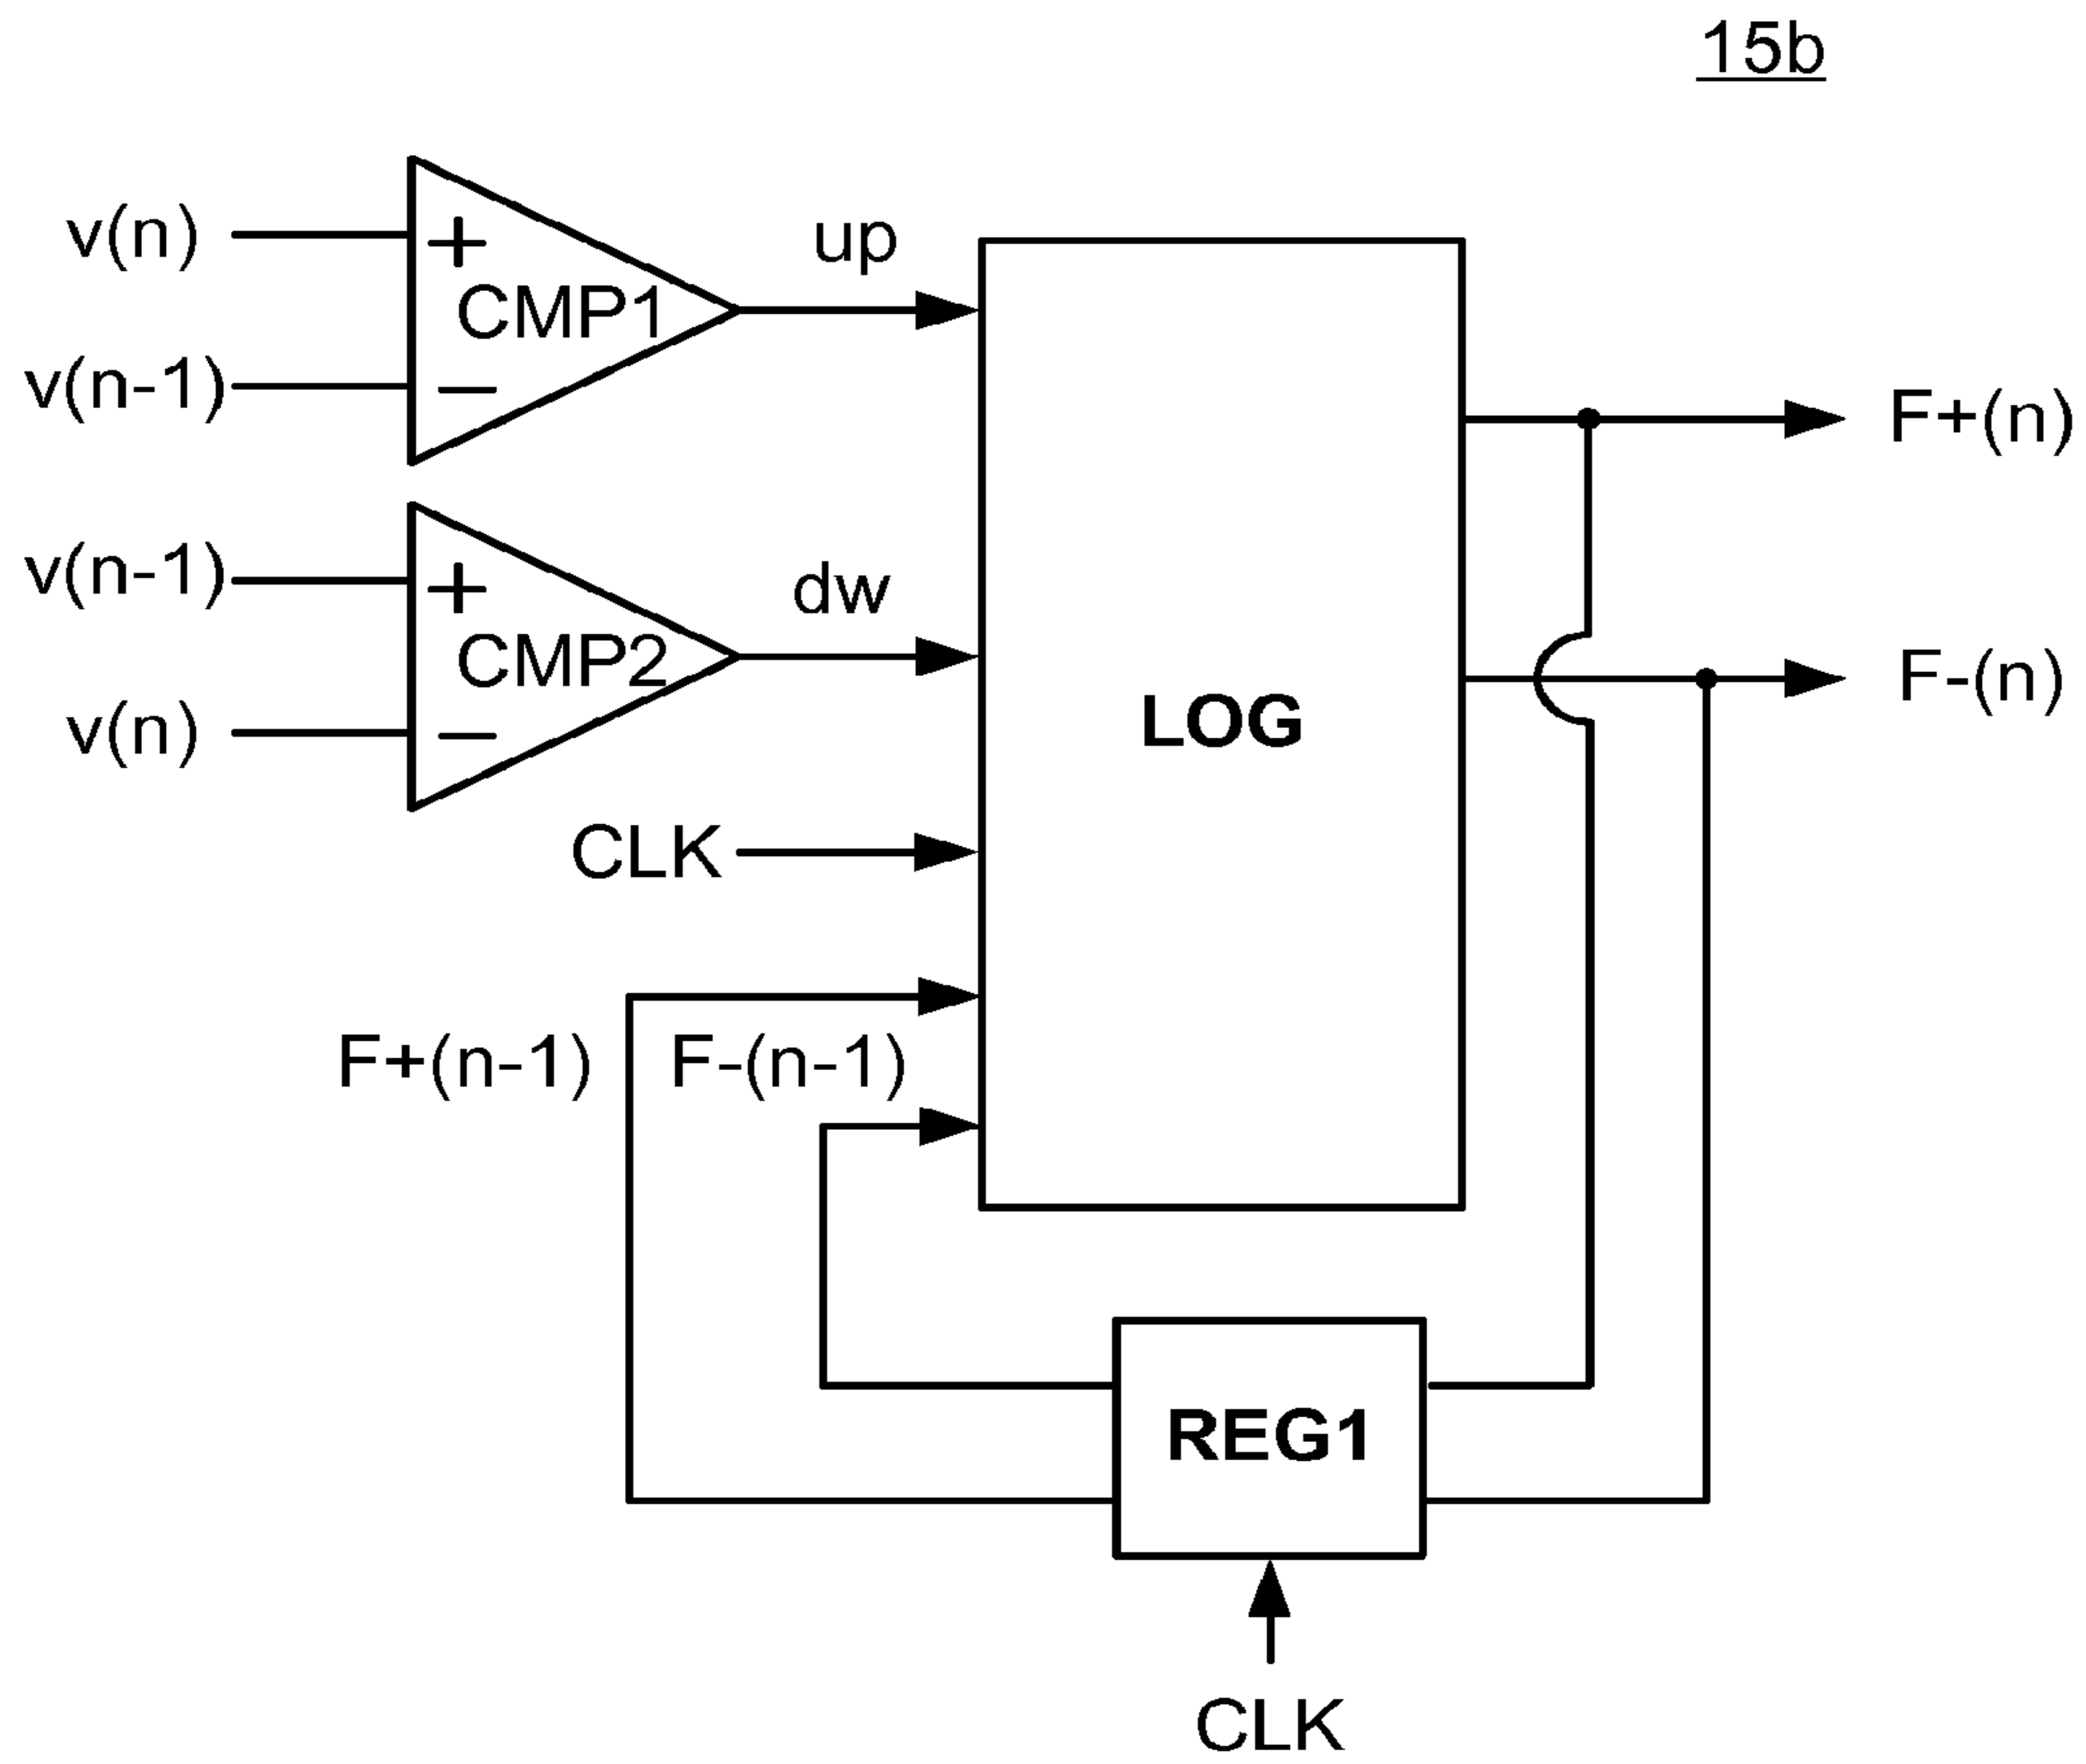 15b
v(n)
+
CMP1
v(n-1)
−
up
v(n-1)
+
CMP2
v(n)
−
dw
CLK
LOG
F+(n)
F-(n)
F+(n-1)
F-(n-1)
REG1
CLK